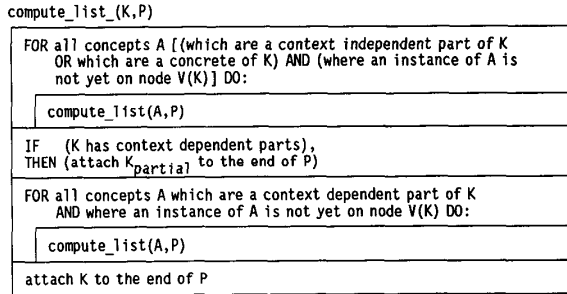 compute_list_(K,P)
FOR all concepts A [(which are a context independent part of K
OR which are a concrete of K) AND (where an instance of A is
not yet on node V(K)] DO:
compute_list(A,P)
IF (K has context dependent parts),
THEN (attach K_partial to the end of P)
FOR all concepts A which are a context dependent part of K
AND where an instance of A is not yet on node V(K) DO:
compute_list(A,P)
attach K to the end of P